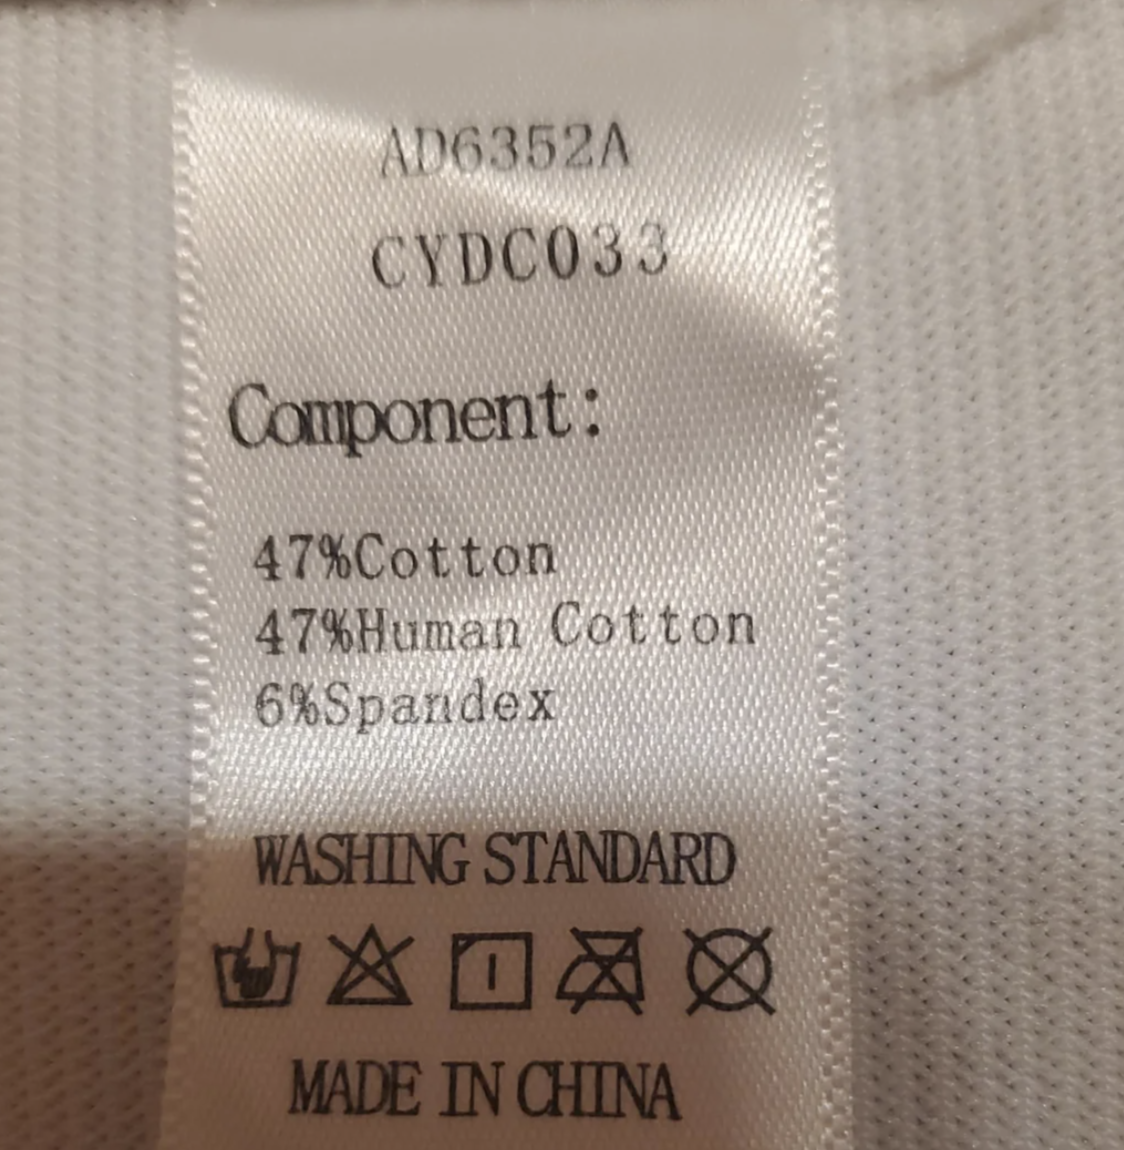 AD6352A
CYDC033
Component:
47%Cotton
47%Human Cotton
6%Spandex
WASHING STANDARD
MADE IN CHINA